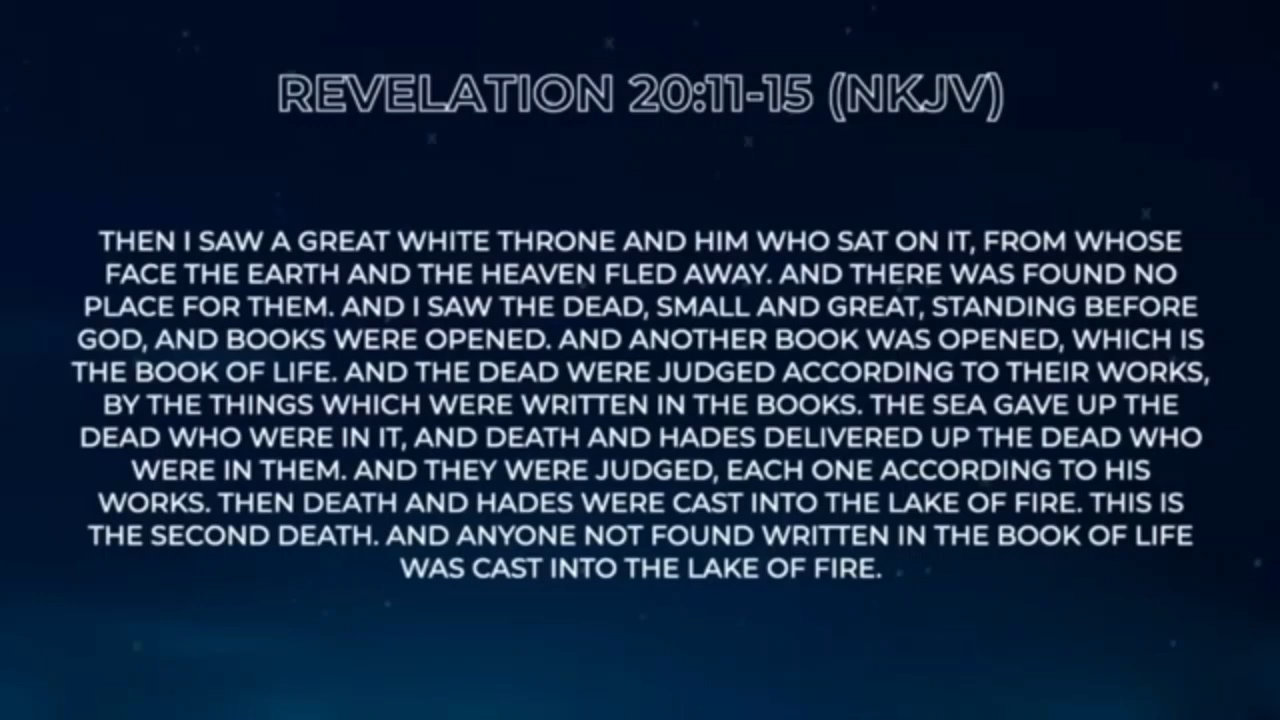 REVELATION 20:11-15 (NKJV)
THEN I SAW A GREAT WHITE THRONE AND HIM WHO SAT ON IT, FROM WHOSE
FACE THE EARTH AND THE HEAVEN FLED AWAY. AND THERE WAS FOUND NO
PLACE FOR THEM. AND I SAW THE DEAD, SMALL AND GREAT, STANDING BEFORE
GOD, AND BOOKS WERE OPENED. AND ANOTHER BOOK WAS OPENED, WHICH IS
THE BOOK OF LIFE. AND THE DEAD WERE JUDGED ACCORDING TO THEIR WORKS,
BY THE THINGS WHICH WERE WRITTEN IN THE BOOKS. THE SEA GAVE UP THE
DEAD WHO WERE IN IT, AND DEATH AND HADES DELIVERED UP THE DEAD WHO
WERE IN THEM. AND THEY WERE JUDGED, EACH ONE ACCORDING TO HIS
WORKS. THEN DEATH AND HADES WERE CAST INTO THE LAKE OF FIRE. THIS IS
THE SECOND DEATH. AND ANYONE NOT FOUND WRITTEN IN THE BOOK OF LIFE
WAS CAST INTO THE LAKE OF FIRE.